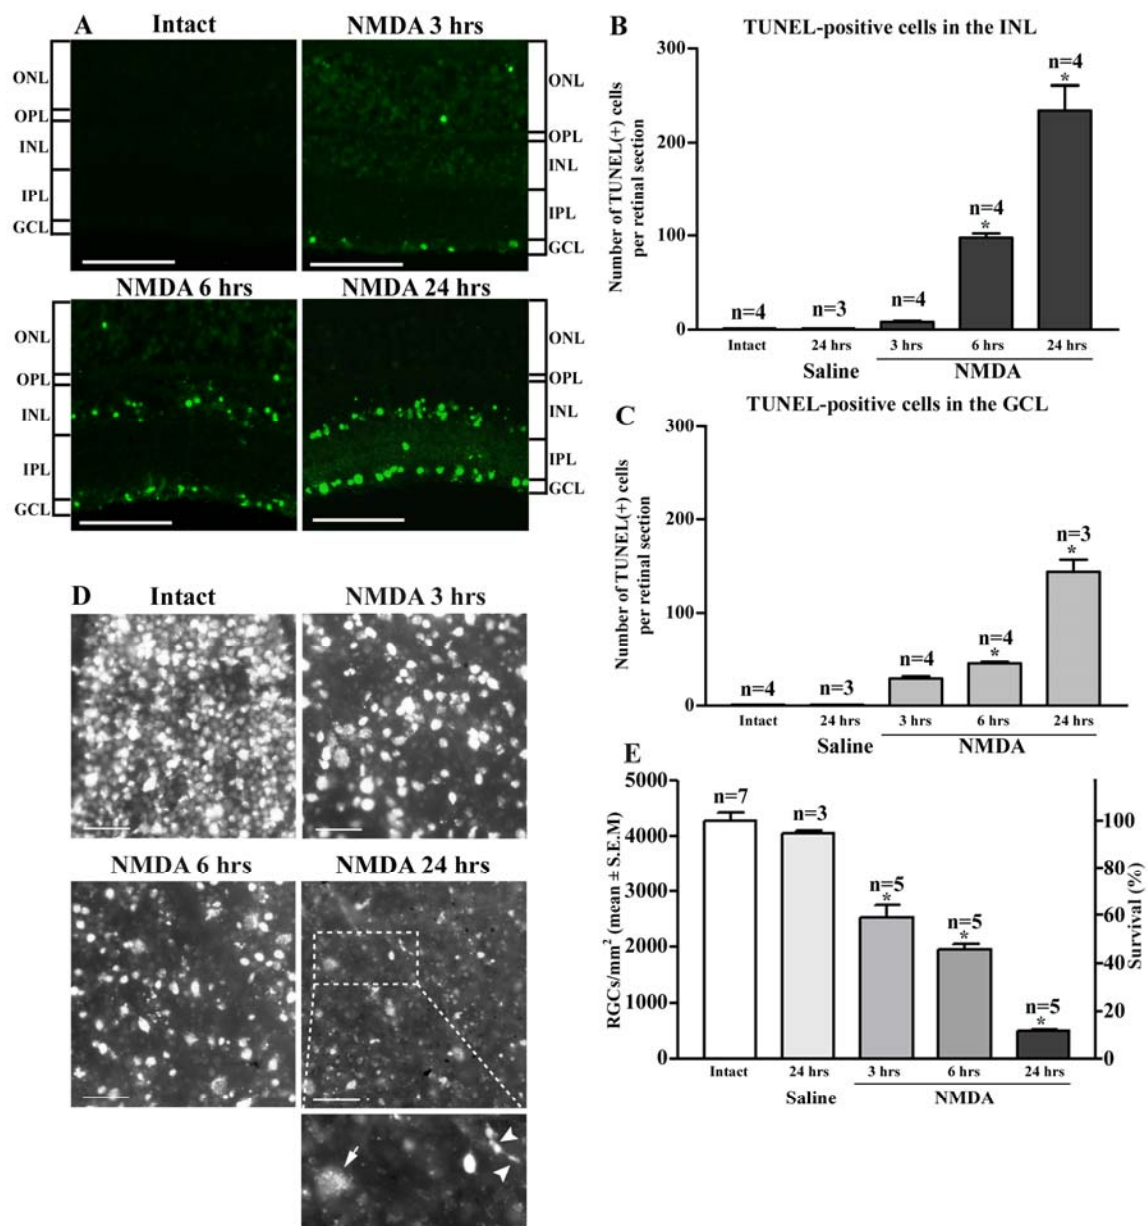 A
Intact
NMDA 3 hrs
ONL
OPL
INL
IPL
GCL
ONL
OPL
INL
IPL
GCL
NMDA 6 hrs
NMDA 24 hrs
ONL
OPL
INL
IPL
GCL
ONL
OPL
INL
IPL
GCL
B
TUNEL-positive cells in the INL
Number of TUNEL(+) cells
per retinal section
300
200
100
0
n=4
n=3
n=4
n=4
*
n=4
*
Intact
24 hrs
3 hrs
6 hrs
24 hrs
Saline
NMDA
C
TUNEL-positive cells in the GCL
Number of TUNEL(+) cells
per retinal section
300
200
100
0
n=4
n=3
n=4
n=4
*
n=3
*
Intact
24 hrs
3 hrs
6 hrs
24 hrs
Saline
NMDA
D
Intact
NMDA 3 hrs
NMDA 6 hrs
NMDA 24 hrs
E
RGCs/mm² (mean ± S.E.M)
5000
4000
3000
2000
1000
0
n=7
n=3
n=5
*
n=5
*
n=5
*
100
80
60
40
20
0
Survival (%)
Intact
24 hrs
3 hrs
6 hrs
24 hrs
Saline
NMDA